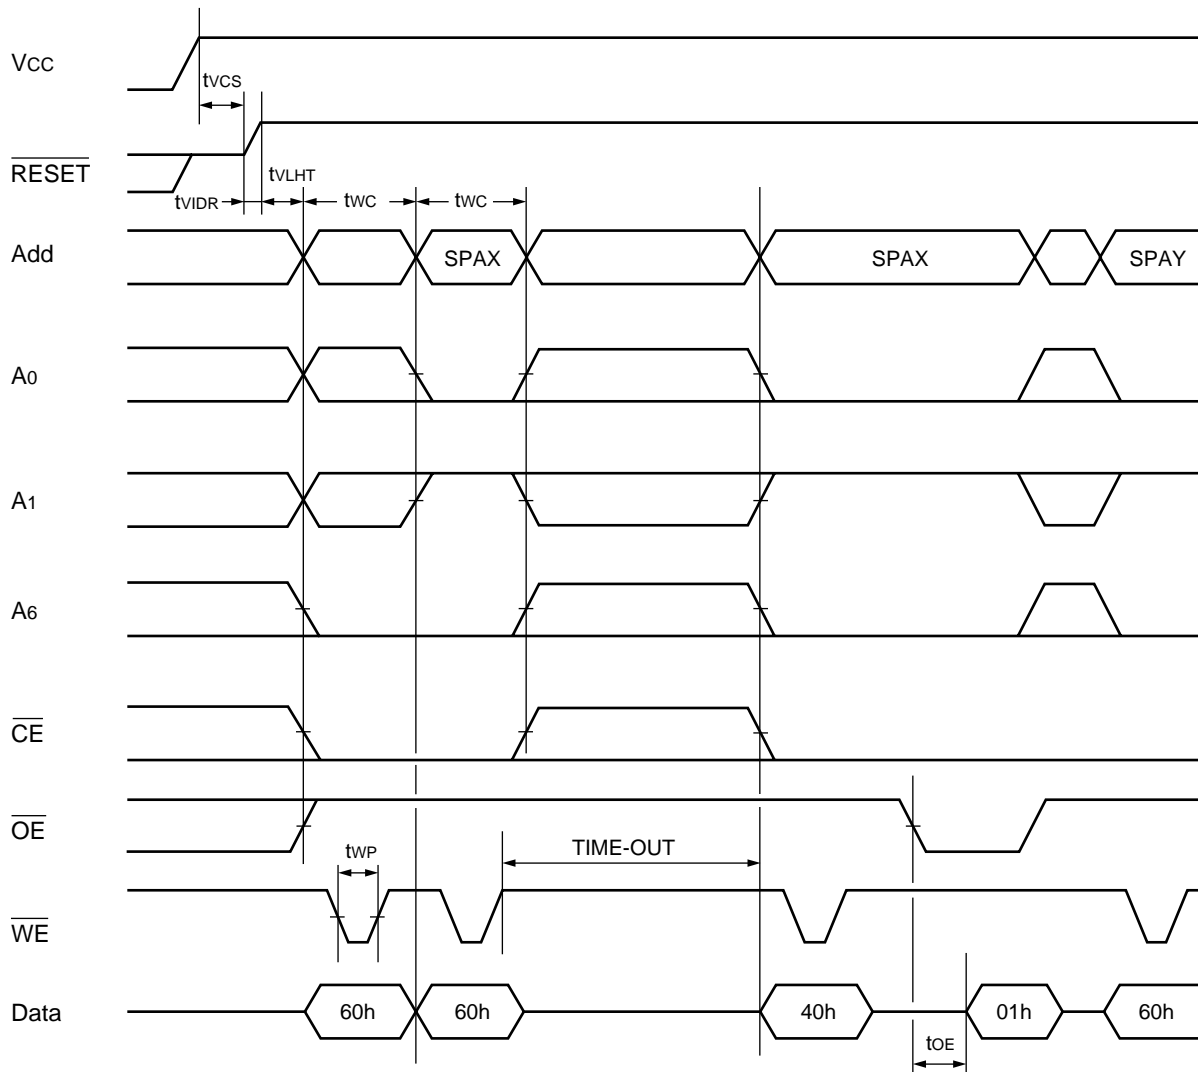 VCC
tVCS
RESET
tVLHT
tVIDR
tWC
tWC
Add
SPAX
SPAX
SPAY
A0
A1
A6
CE
OE
tWP
TIME-OUT
WE
Data
60h
60h
40h
01h
60h
tOE